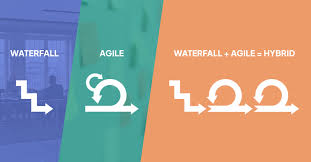 WATERFALL
AGILE
WATERFALL + AGILE = HYBRID